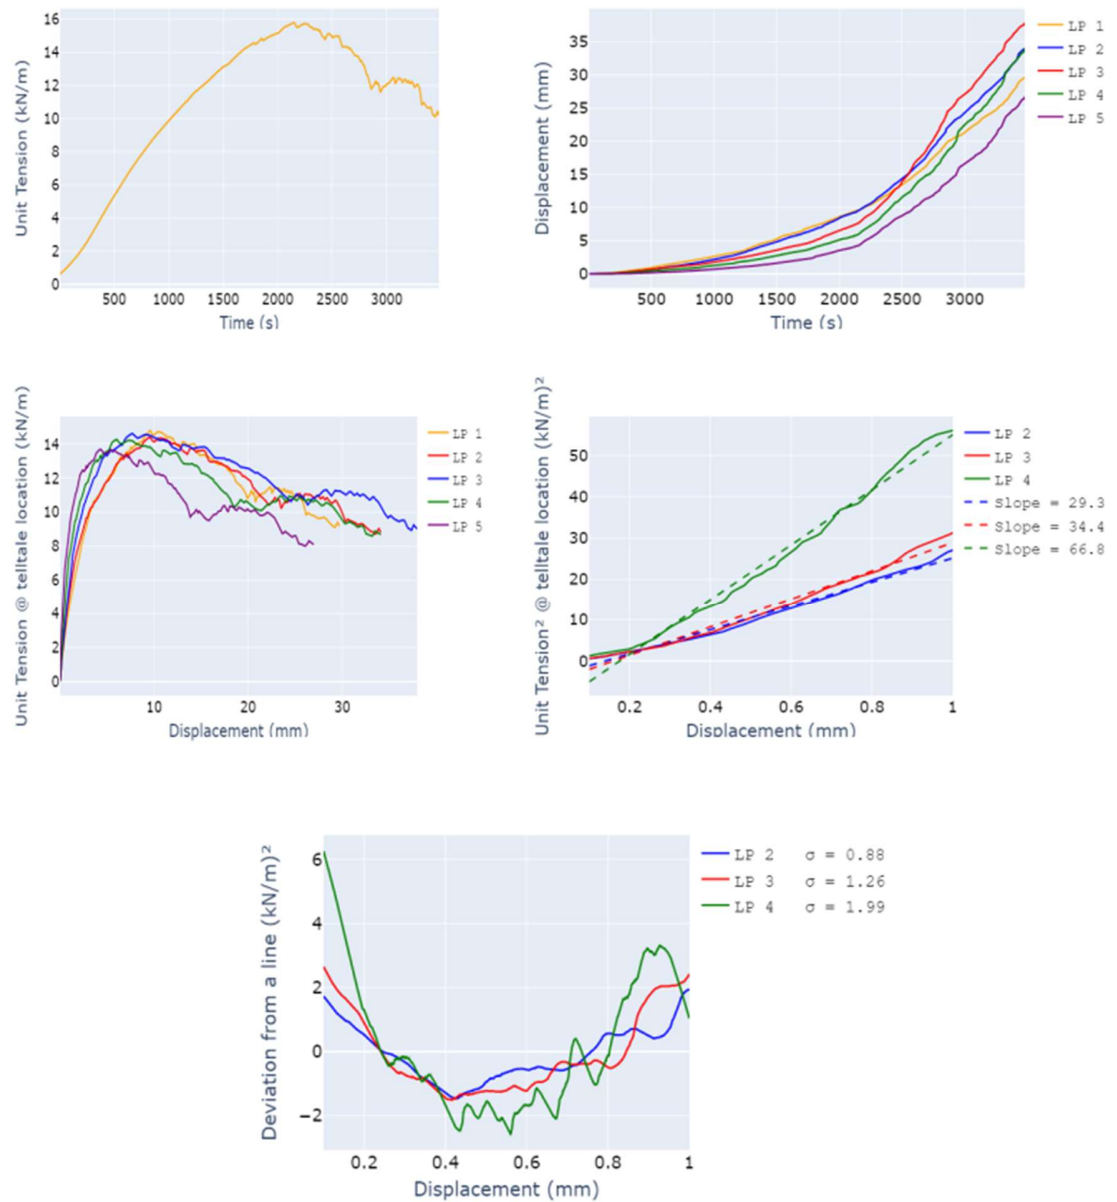 Unit Tension (kN/m)
16
14
12
10
8
6
4
2
0
500 1000 1500 2000 2500 3000
Time (s)
Displacement (mm)
35
30
25
20
15
10
5
0
500 1000 1500 2000 2500 3000
Time (s)
LP 1
LP 2
LP 3
LP 4
LP 5
Unit Tension @ telltale location (kN/m)
14
12
10
8
6
4
2
0
10 20 30
Displacement (mm)
LP 1
LP 2
LP 3
LP 4
LP 5
Unit Tension² @ telltale location (kN/m)²
50
40
30
20
10
0
0.2 0.4 0.6 0.8 1
Displacement (mm)
LP 2
LP 3
LP 4
Slope = 29.3
Slope = 34.4
Slope = 66.8
Deviation from a line (kN/m)²
6
4
2
0
−2
0.2 0.4 0.6 0.8 1
Displacement (mm)
LP 2 σ = 0.88
LP 3 σ = 1.26
LP 4 σ = 1.99